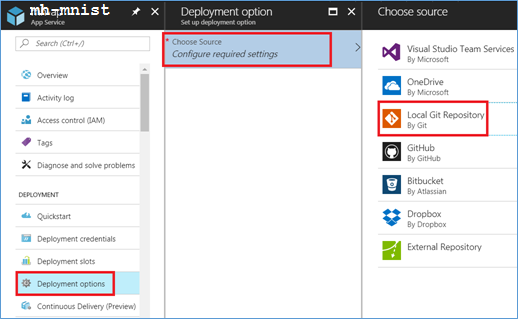 mh-mnist
App Service
Search (Ctrl+/)
Overview
Activity log
Access control (IAM)
Tags
Diagnose and solve problems
DEPLOYMENT
Quickstart
Deployment credentials
Deployment slots
Deployment options
Continuous Delivery (Preview)
Deployment option
Set up deployment option
* Choose Source
Configure required settings
Choose source
Visual Studio Team Services
By Microsoft
OneDrive
By Microsoft
Local Git Repository
By Git
GitHub
By GitHub
Bitbucket
By Atlassian
Dropbox
By Dropbox
External Repository